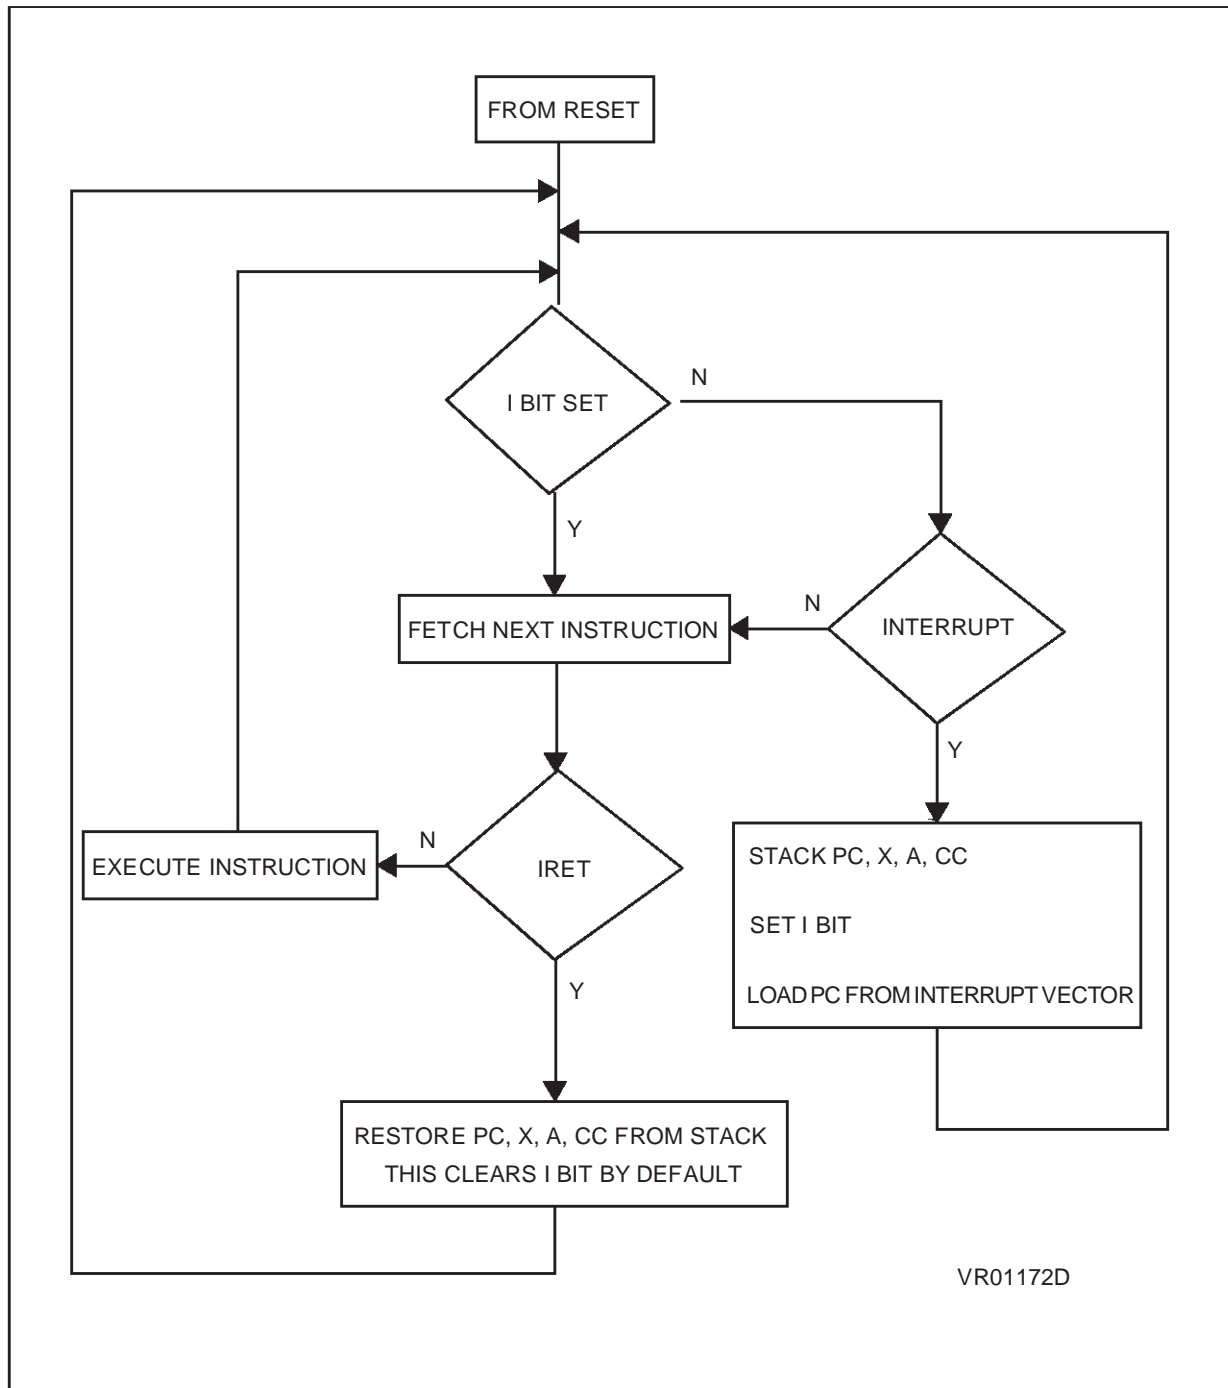 FROM RESET
I BIT SET
N
Y
FETCH NEXT INSTRUCTION
N
INTERRUPT
Y
EXECUTE INSTRUCTION
N
IRET
Y
STACK PC, X, A, CC
SET I BIT
LOAD PC FROM INTERRUPT VECTOR
RESTORE PC, X, A, CC FROM STACK
THIS CLEARS I BIT BY DEFAULT
VR01172D